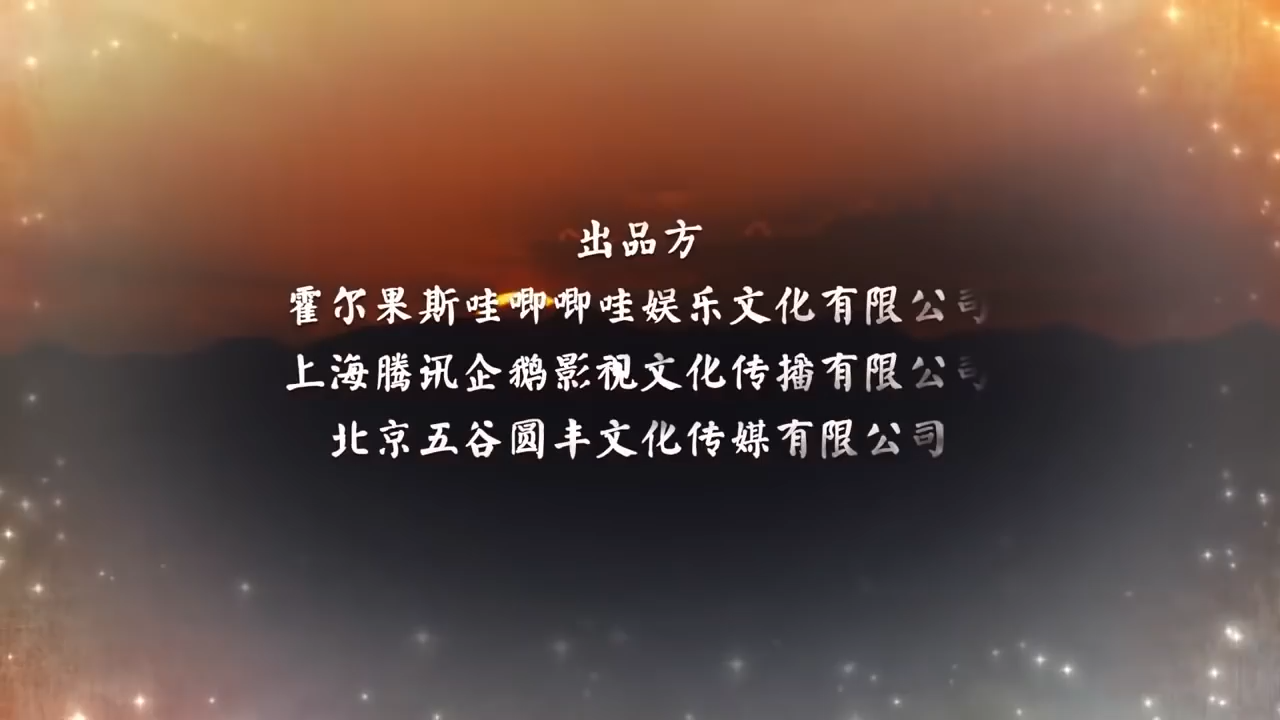 出品方
霍尔果斯哇唧唧哇娱乐文化有限公司
上海腾讯企鹅影视文化传播有限公司
北京五谷圆丰文化传媒有限公司